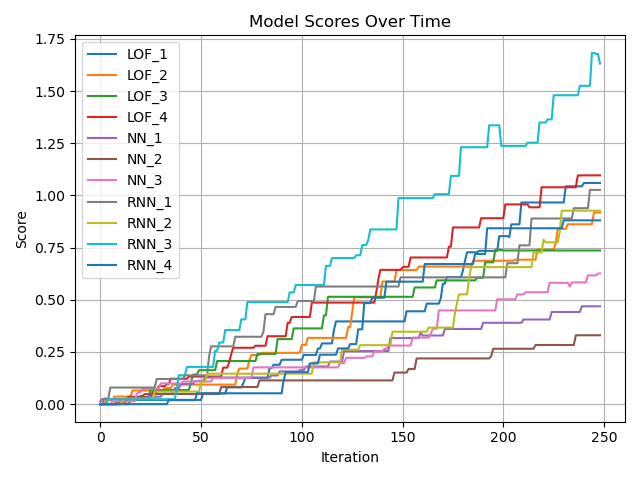 Model Scores Over Time
1.75
1.50
1.25
1.00
0.75
0.50
0.25
0.00
Score
LOF_1
LOF_2
LOF_3
LOF_4
NN_1
NN_2
NN_3
RNN_1
RNN_2
RNN_3
RNN_4
0 50 100 150 200 250
Iteration